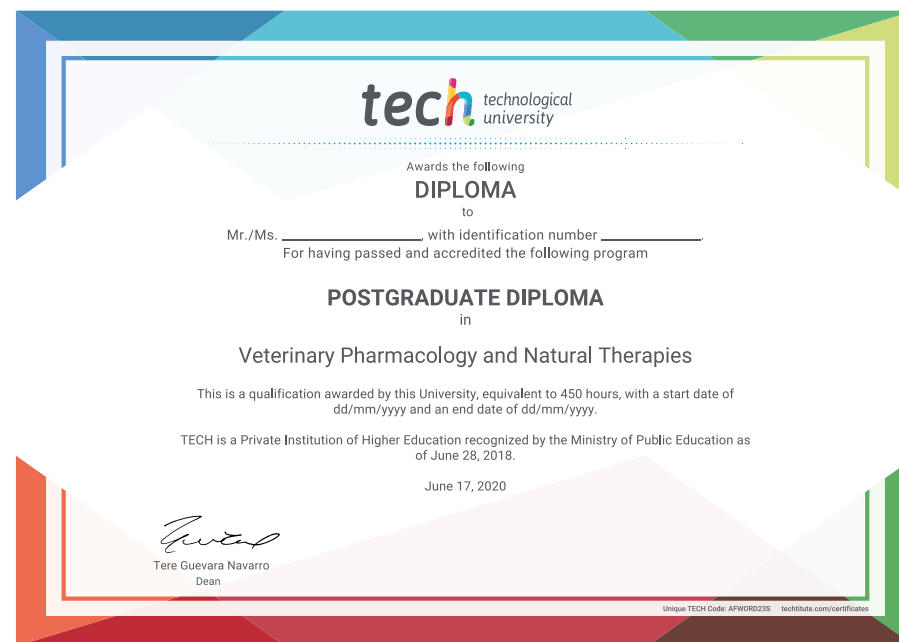 tech technological
university
Awards the following
DIPLOMA
to
Mr./Ms. ____________, with identification number ____________.
For having passed and accredited the following program
POSTGRADUATE DIPLOMA
in
Veterinary Pharmacology and Natural Therapies
This is a qualification awarded by this University, equivalent to 450 hours, with a start date of
dd/mm/yyyy and an end date of dd/mm/yyyy.
TECH is a Private Institution of Higher Education recognized by the Ministry of Public Education as
of June 28, 2018.
June 17, 2020
Tere Guevara Navarro
Dean
Unique TECH Code: AFWORD23S techtitute.com/certificates